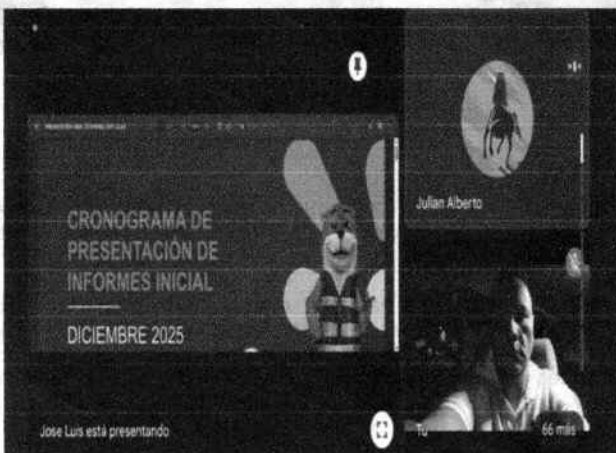 CRONOGRAMA DE
PRESENTACIÓN DE
INFORMES INICIAL
DICIEMBRE 2025
Julian Alberto
Jose Luis está presentando
Tú
66 más